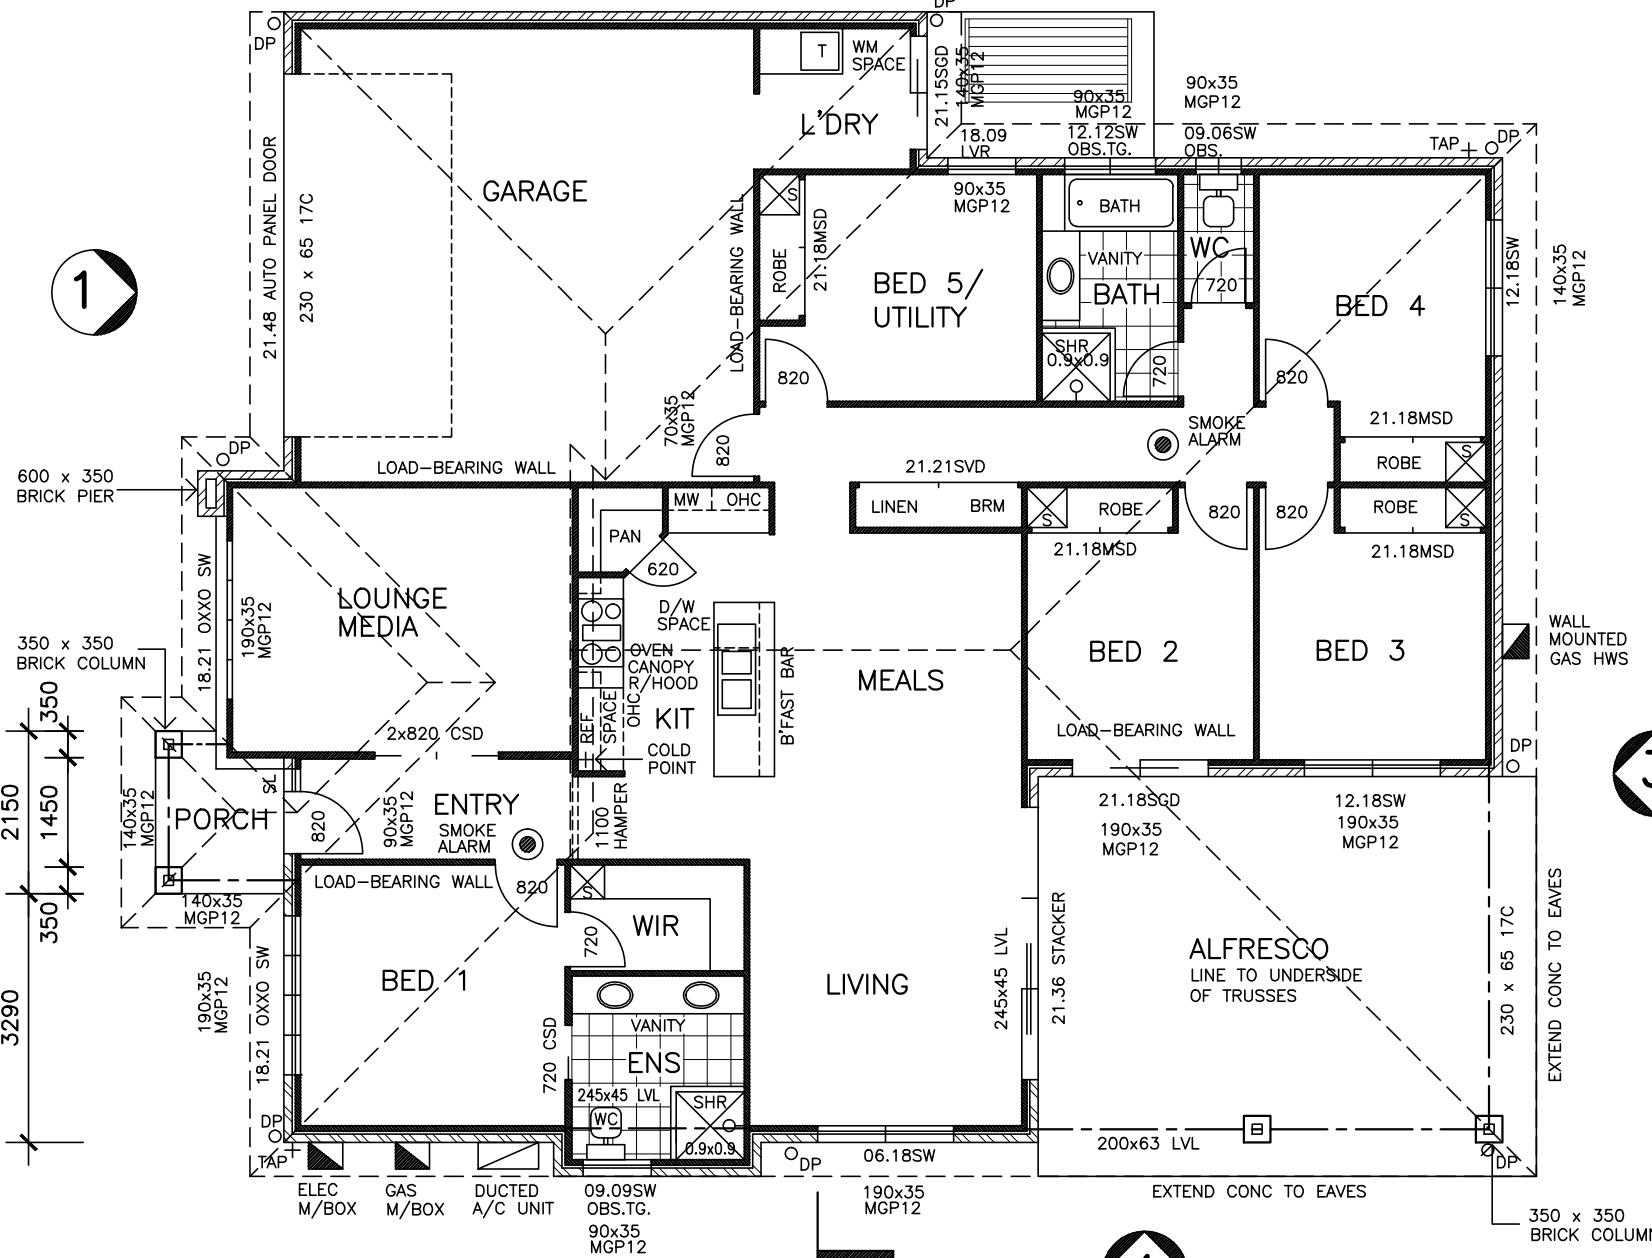 DP
DP
T
WM
SPACE
21.15SGD
140x35
MGP12
90x35
MGP12
90x35
MGP12
L'DRY
18.09
LVR
12.12SW
OBS.TG.
09.06SW
OBS.
TAP
DP
GARAGE
21.48 AUTO PANEL DOOR
230 x 65 17C
LOAD-BEARING WALL
S
ROBE
21.18MSD
90x35
MGP12
BED 5/
UTILITY
BATH
VANITY
BATH
WC
720
SHR
0.9x0.9
720
BED 4
12.18SW
140x35
MGP12
1
820
820
70x35
MGP12
820
SMOKE
ALARM
21.18MSD
ROBE
S
DP
LOAD-BEARING WALL
21.21SVD
600 x 350
BRICK PIER
MW
OHC
LINEN
BRM
S
ROBE
820
820
ROBE
S
PAN
21.18MSD
21.18MSD
620
LOUNGE
MEDIA
18.21 OXXO SW
190x35
MGP12
D/W
SPACE
OVEN
CANOPY
R/HOOD
B'FAST BAR
MEALS
BED 2
BED 3
WALL
MOUNTED
GAS HWS
350 x 350
BRICK COLUMN
350
REF
SPACE
OHC
KIT
COLD
POINT
2x820 CSD
LOAD-BEARING WALL
DP
3
2150
1450
140x35
MGP12
SL
PORCH
820
ENTRY
90x35
MGP12
SMOKE
ALARM
1100
HAMPER
21.18SGD
190x35
MGP12
12.18SW
190x35
MGP12
350
140x35
MGP12
LOAD-BEARING WALL
820
S
WIR
720
3290
190x35
MGP12
18.21 OXXO SW
BED 1
LIVING
245x45 LVL
21.36 STACKER
ALFRESCO
LINE TO UNDERSIDE
OF TRUSSES
230 x 65 17C
EXTEND CONC TO EAVES
VANITY
720 CSD
ENS
245x45 LVL
WC
SHR
0.9x0.9
DP
TAP
DP
06.18SW
200x63 LVL
DP
ELEC
M/BOX
GAS
M/BOX
DUCTED
A/C UNIT
09.09SW
OBS.TG.
90x35
MGP12
190x35
MGP12
EXTEND CONC TO EAVES
350 x 350